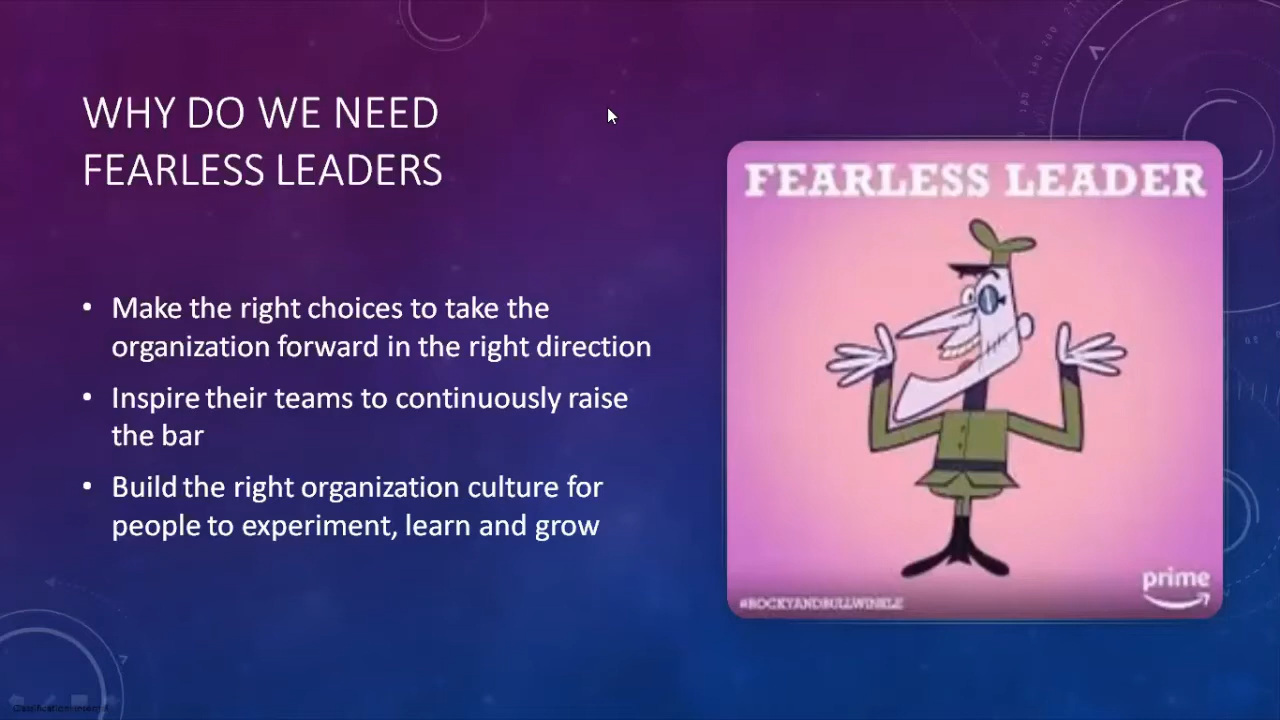 WHY DO WE NEED
FEARLESS LEADERS
• Make the right choices to take the
organization forward in the right direction
• Inspire their teams to continuously raise
the bar
• Build the right organization culture for
people to experiment, learn and grow
FEARLESS LEADER
prime
#ROCKYANDBULLWINKLE